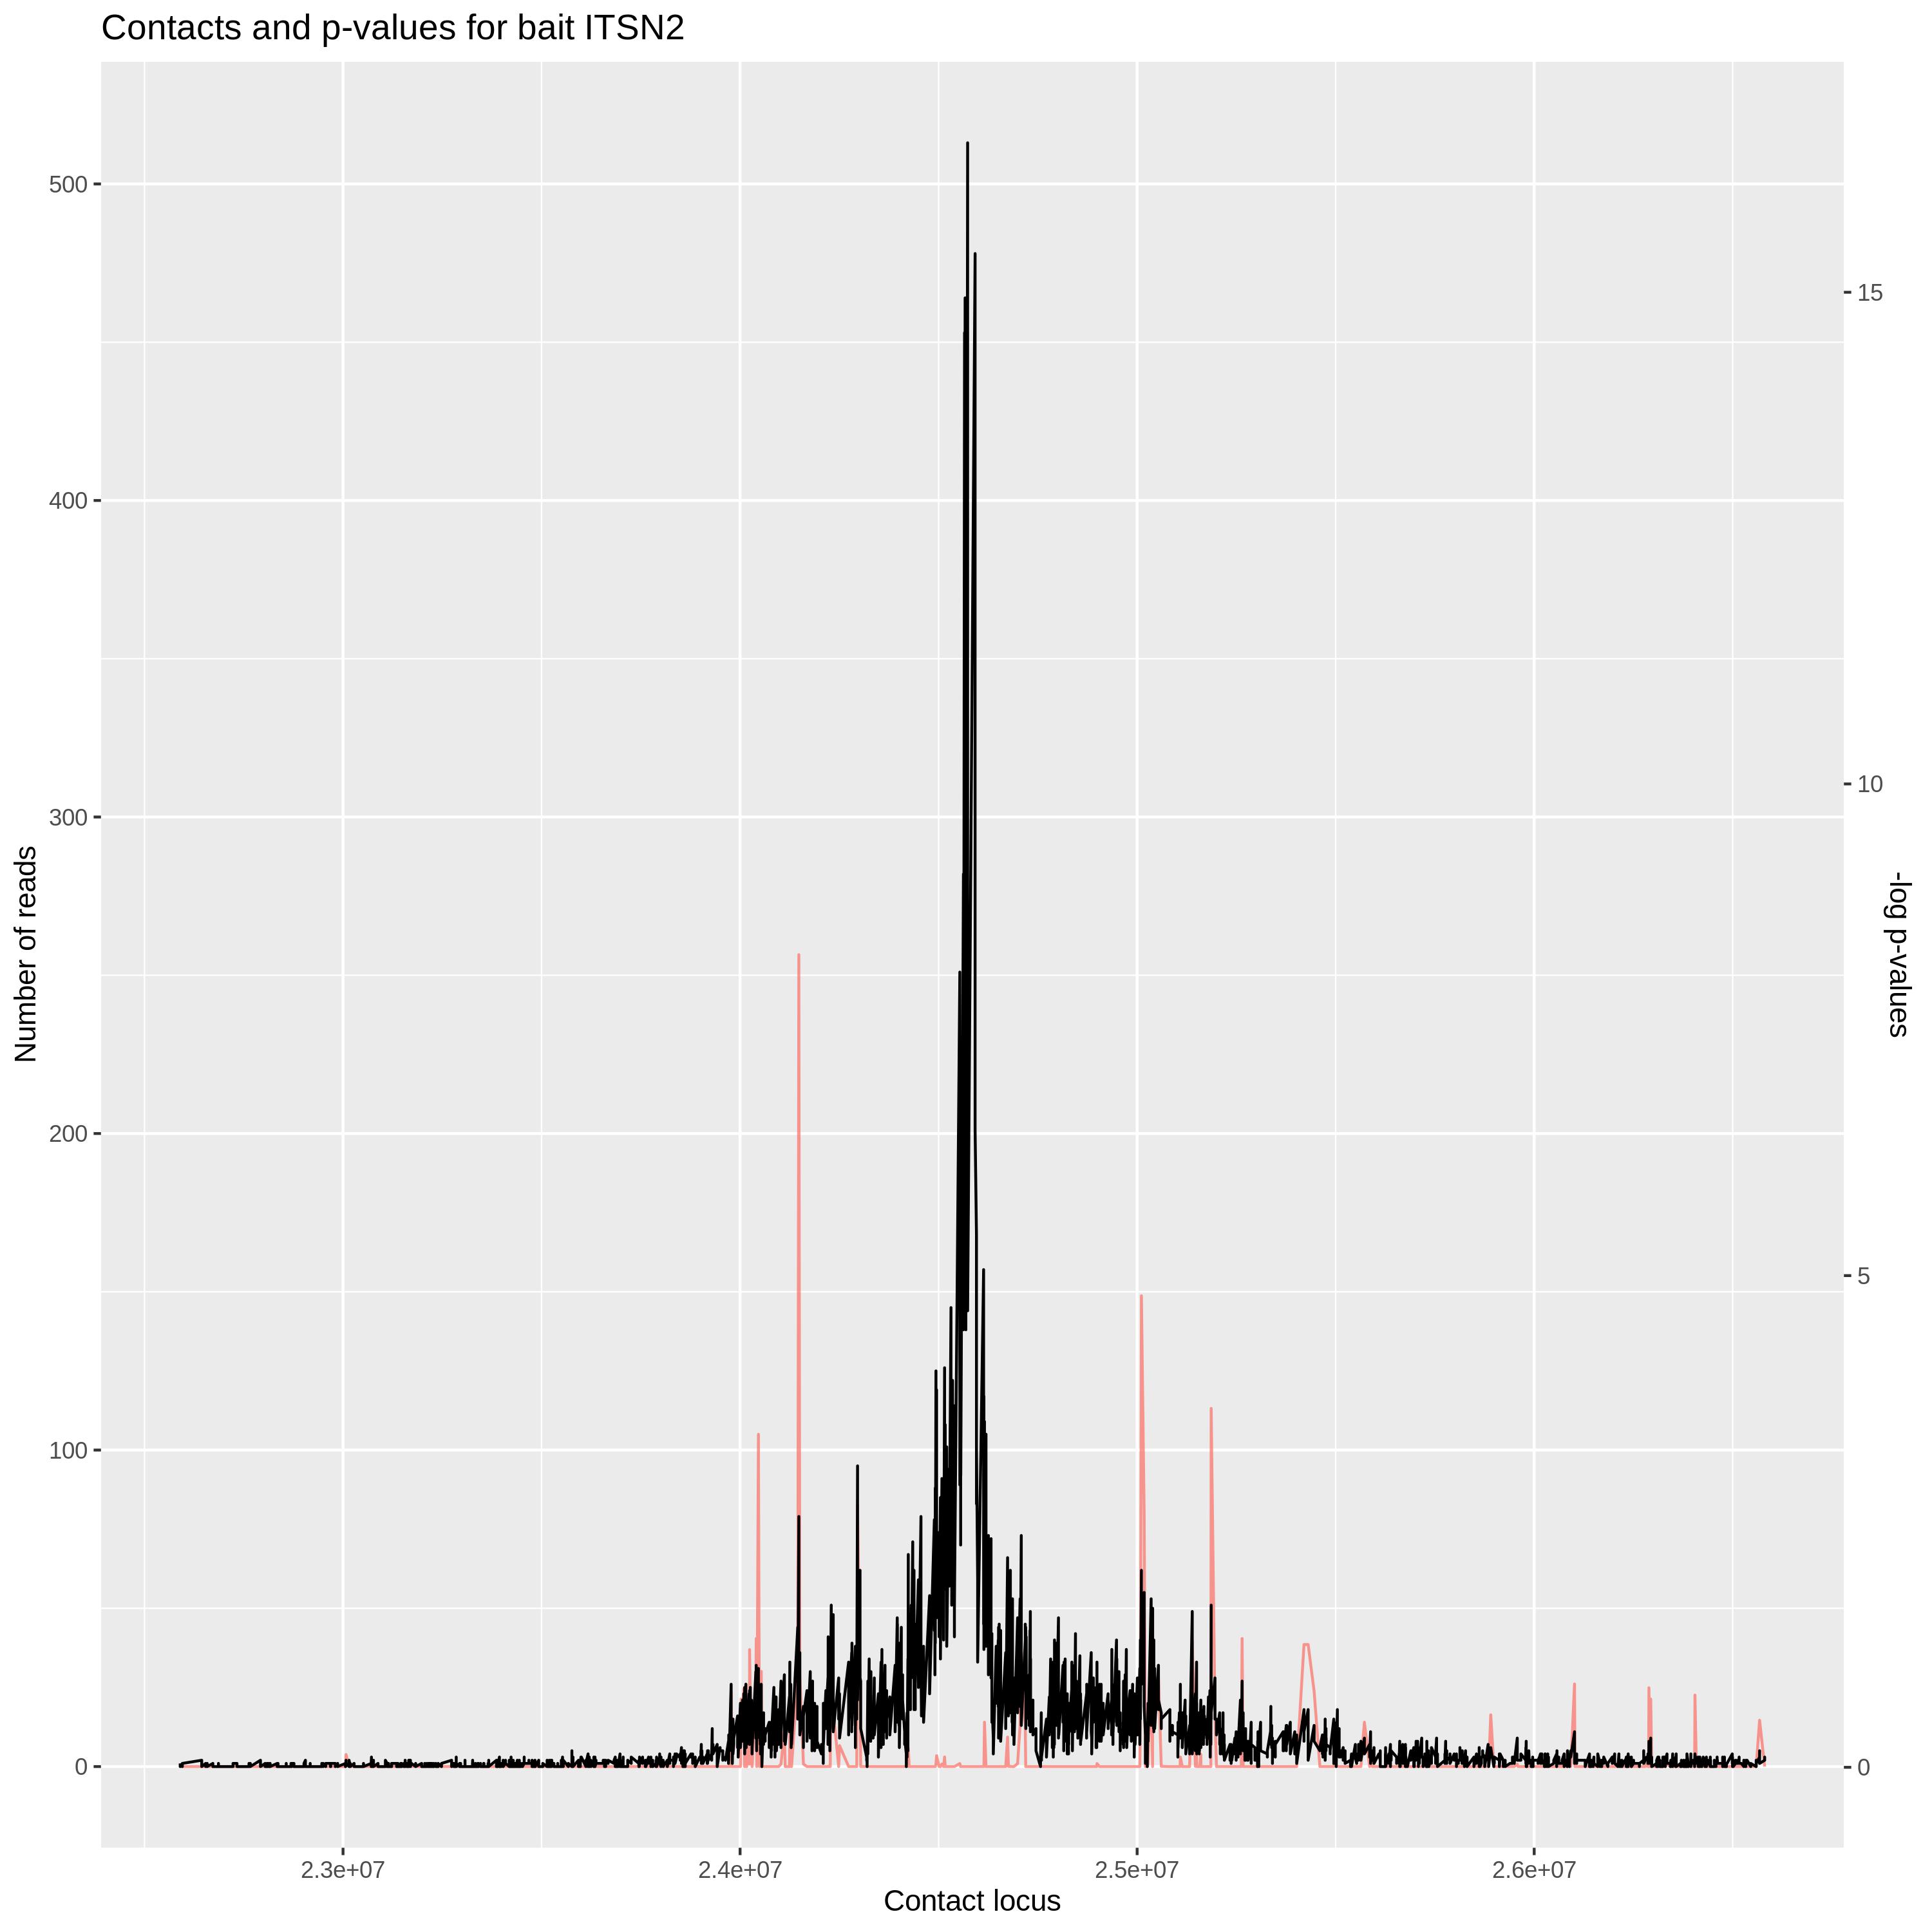 Contacts and p-values for bait ITSN2
500
400
300
200
100
0
Number of reads
15
10
5
0
-log p-values
2.3e+07
2.4e+07
2.5e+07
2.6e+07
Contact locus